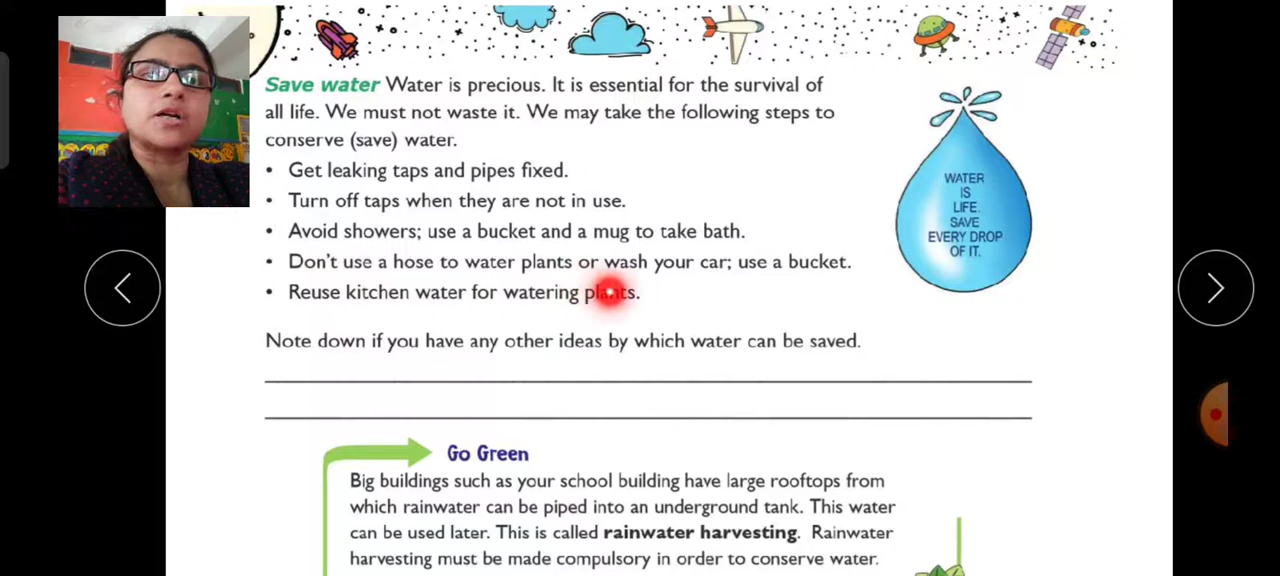 Save water Water is precious. It is essential for the survival of
all life. We must not waste it. We may take the following steps to
conserve (save) water.
• Get leaking taps and pipes fixed.
• Turn off taps when they are not in use.
• Avoid showers; use a bucket and a mug to take bath.
• Don't use a hose to water plants or wash your car; use a bucket.
• Reuse kitchen water for watering plants.
WATER
IS
LIFE.
SAVE
EVERY DROP
OF IT.
Note down if you have any other ideas by which water can be saved.
Go Green
Big buildings such as your school building have large rooftops from
which rainwater can be piped into an underground tank. This water
can be used later. This is called rainwater harvesting. Rainwater
harvesting must be made compulsory in order to conserve water.